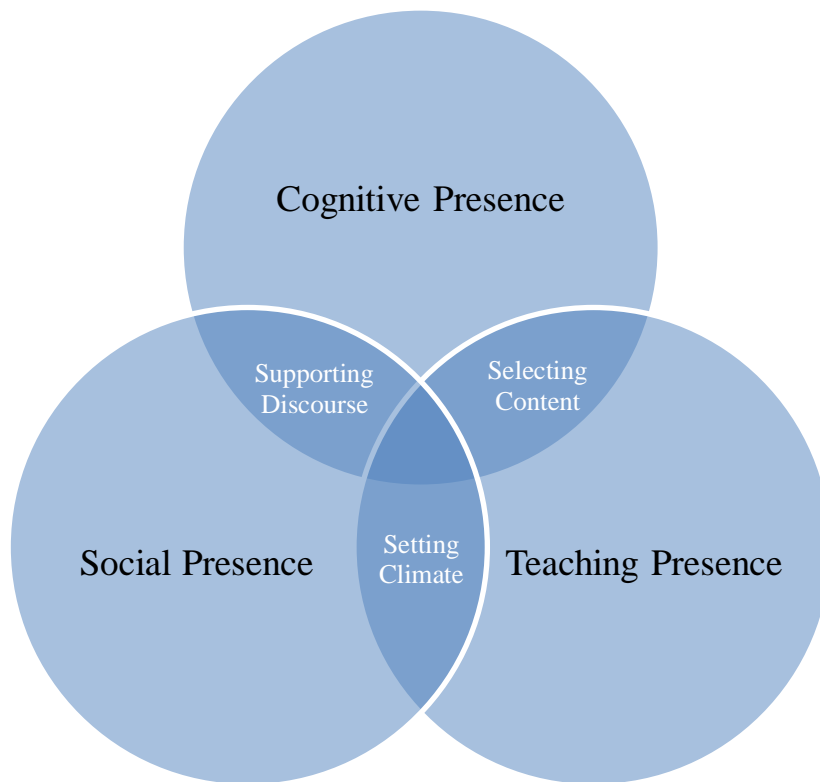 Cognitive Presence
Supporting
Discourse
Selecting
Content
Social Presence
Setting
Climate
Teaching Presence